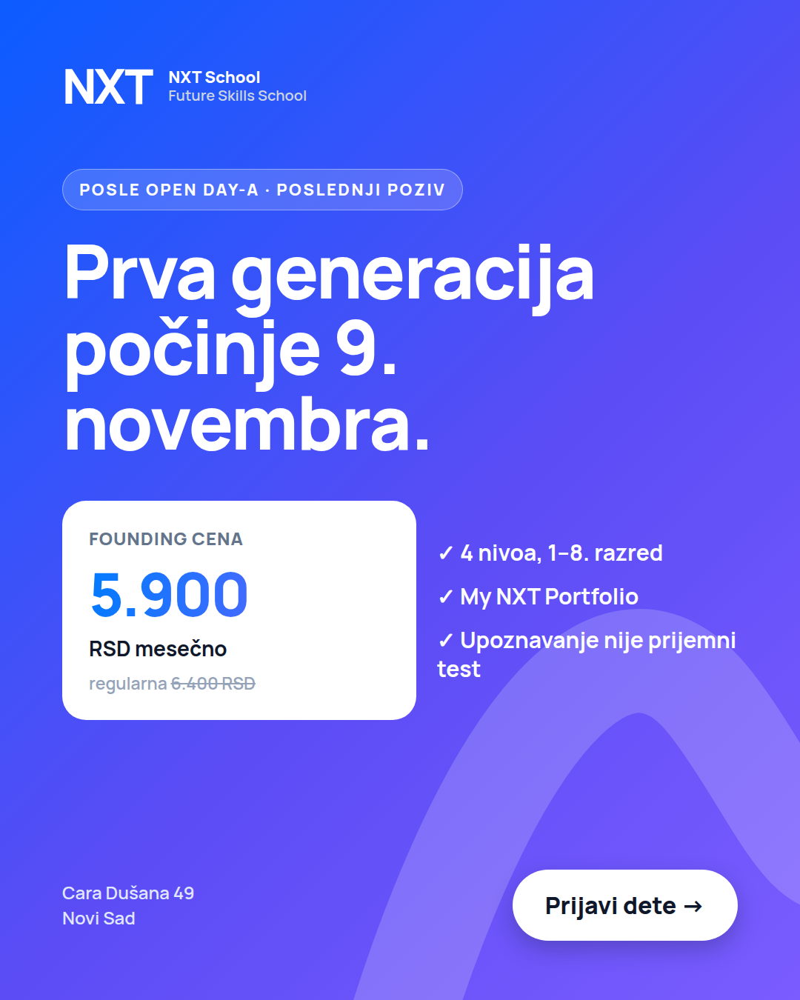 NXT
NXT School
Future Skills School
POSLE OPEN DAY-A · POSLEDNJI POZIV
Prva generacija
počinje 9.
novembra.
FOUNDING CENA
5.900
RSD mesečno
regularna 6.400 RSD
✓ 4 nivoa, 1–8. razred
✓ My NXT Portfolio
✓ Upoznavanje nije prijemni
test
Cara Dušana 49
Novi Sad
Prijavi dete →